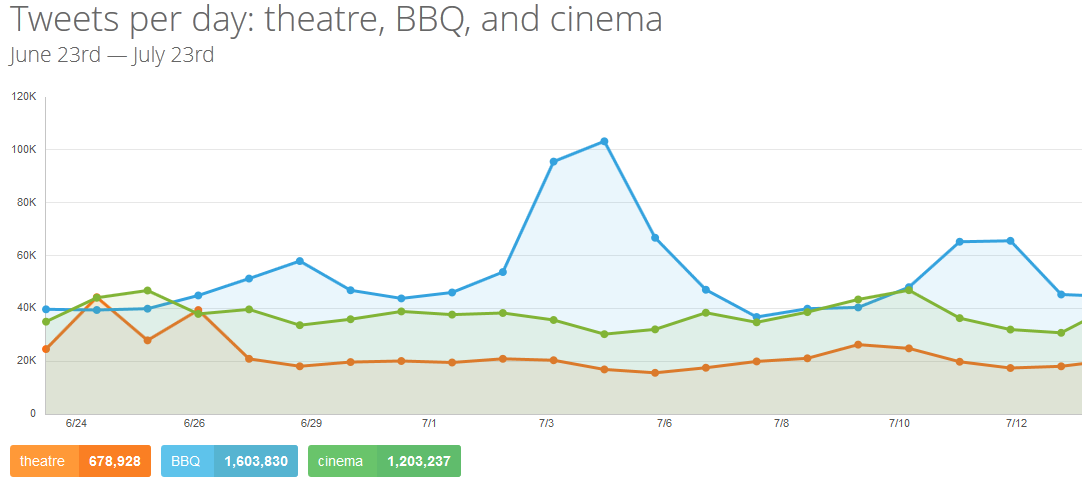 Tweets per day: theatre, BBQ, and cinema
June 23rd — July 23rd
120K
100K
80K
60K
40K
20K
0
6/24 6/26 6/29 7/1 7/3 7/6 7/8 7/10 7/12
theatre 678,928 BBQ 1,603,830 cinema 1,203,237